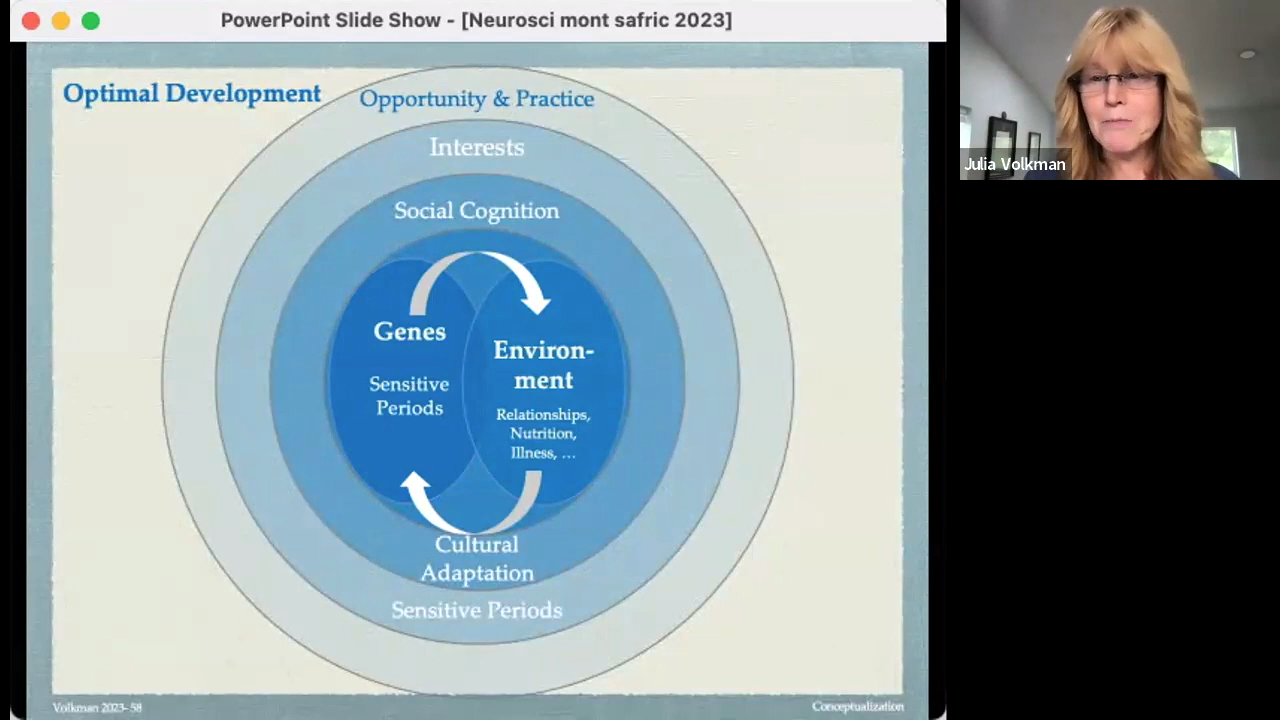 PowerPoint Slide Show - [Neurosci mont safric 2023]
Optimal Development
Opportunity & Practice
Interests
Social Cognition
Genes
Sensitive
Periods
Environ-
ment
Relationships,
Nutrition,
Illness, ...
Cultural
Adaptation
Sensitive Periods
Volkman 2023- 58
Conceptualization
Julia Volkman